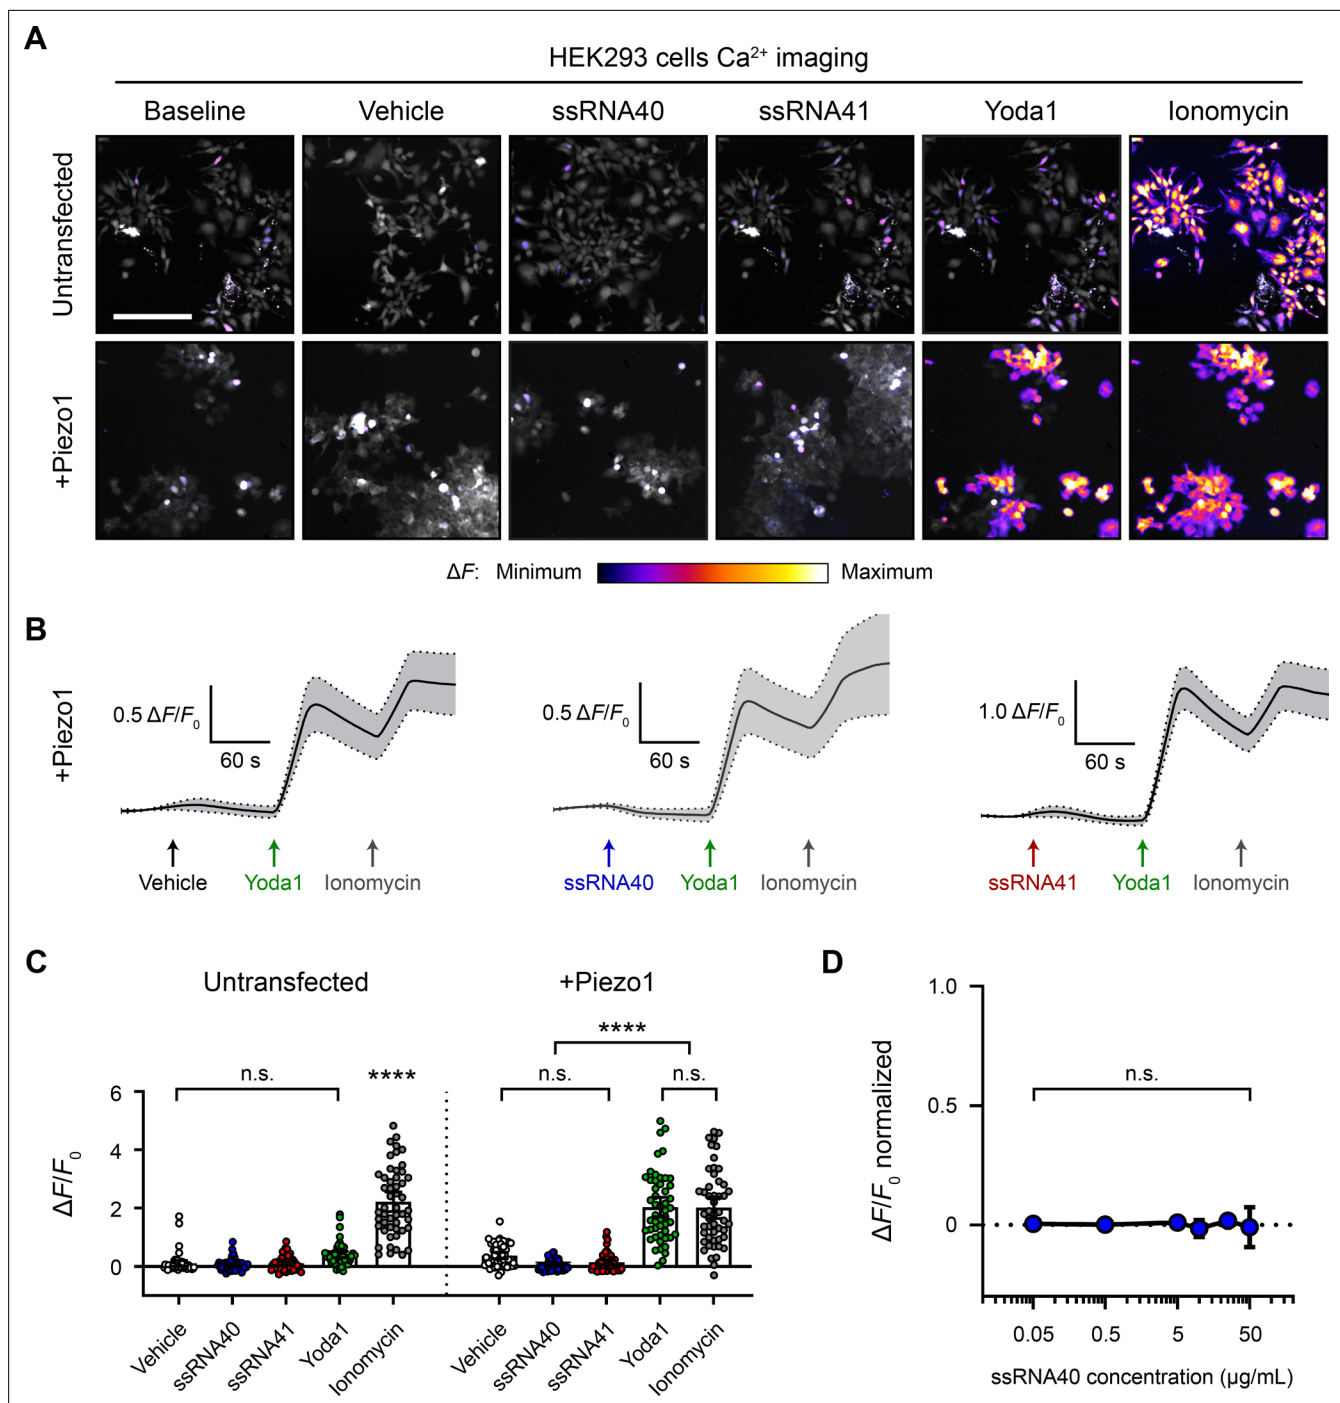 A
HEK293 cells Ca²⁺ imaging
Baseline Vehicle ssRNA40 ssRNA41 Yoda1 Ionomycin
Untransfected
+Piezo1
ΔF: Minimum Maximum
B
+Piezo1
0.5 ΔF/F₀
60 s
Vehicle Yoda1 Ionomycin
0.5 ΔF/F₀
60 s
ssRNA40 Yoda1 Ionomycin
1.0 ΔF/F₀
60 s
ssRNA41 Yoda1 Ionomycin
C
Untransfected +Piezo1
****
n.s. **** n.s. n.s.
ΔF/F₀
6
4
2
0
Vehicle ssRNA40 ssRNA41 Yoda1 Ionomycin Vehicle ssRNA40 ssRNA41 Yoda1 Ionomycin
D
ΔF/F₀ normalized
1.0
0.5
0
n.s.
0.05 0.5 5 50
ssRNA40 concentration (µg/mL)